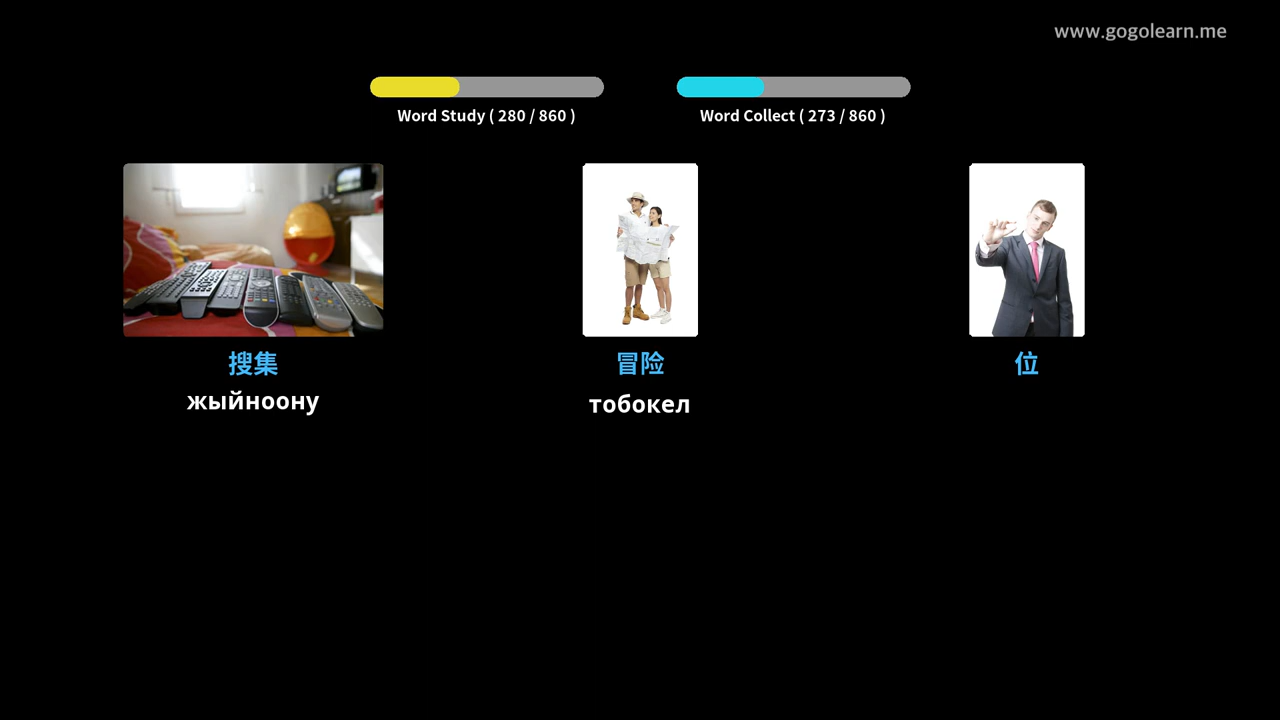 www.gogolearn.me
Word Study ( 280 / 860 )
Word Collect ( 273 / 860 )
搜集
冒险
位
жыйноону
тобокел